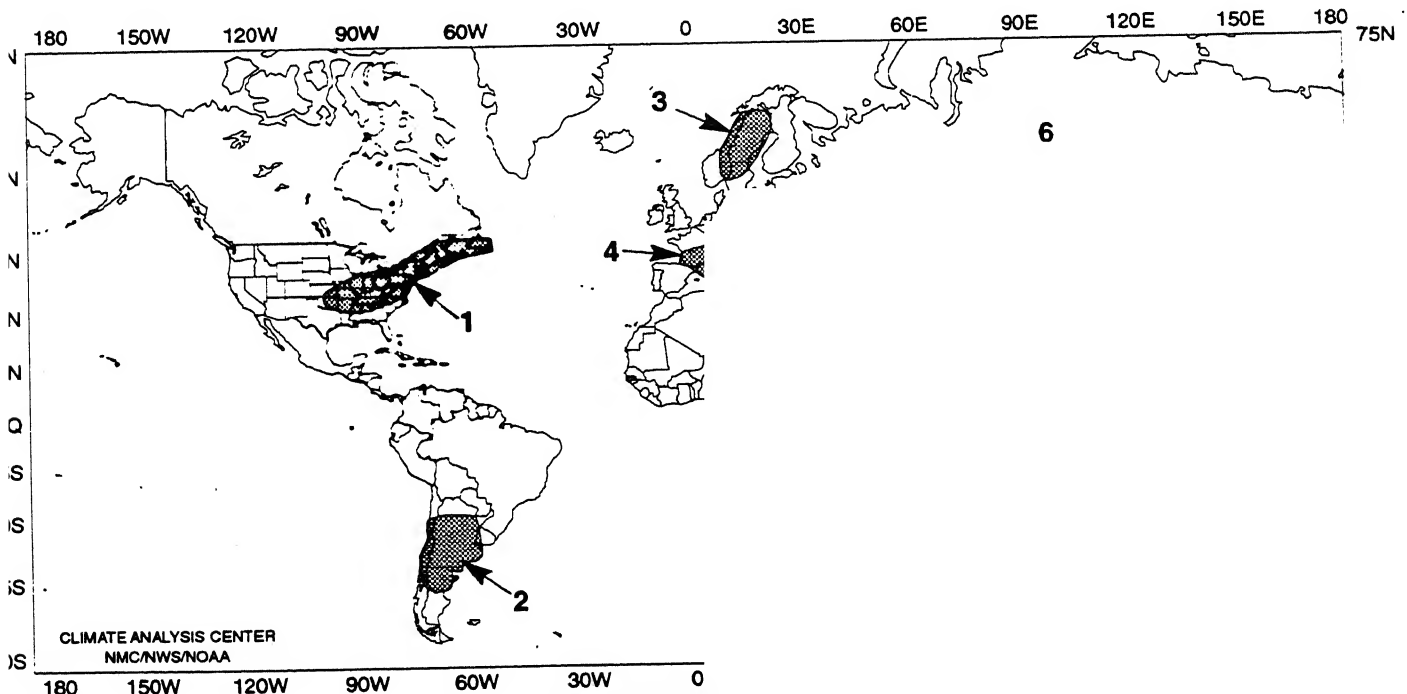 180 150W 120W 90W 60W 30W 0 30E 60E 90E 120E 150E 180 75N
N
3
6
N
4
N
1
N
N
Q
S
S
S
2
CLIMATE ANALYSIS CENTER
NMC/NWS/NOAA
S
180 150W 120W 90W 60W 30W 0